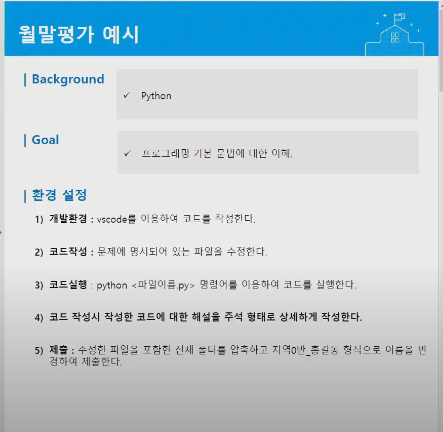 월말평가 예시
Background
✓ Python
Goal
✓ 프로그래밍 기본 문법에 대한 이해.
환경 설정
1) 개발환경 : vscode를 이용하여 코드를 작성한다.
2) 코드작성 : 문제에 명시되어 있는 파일을 수정한다.
3) 코드실행 : python <파일이름.py> 명령어를 이용하여 코드를 실행한다.
4) 코드 작성시 작성한 코드에 대한 해설을 주석 형태로 상세하게 작성한다.
5) 제출 : 수정한 파일을 포함한 전체 폴더를 압축하고 지역0반_홍길동 형식으로 이름을 변
경하여 제출한다.